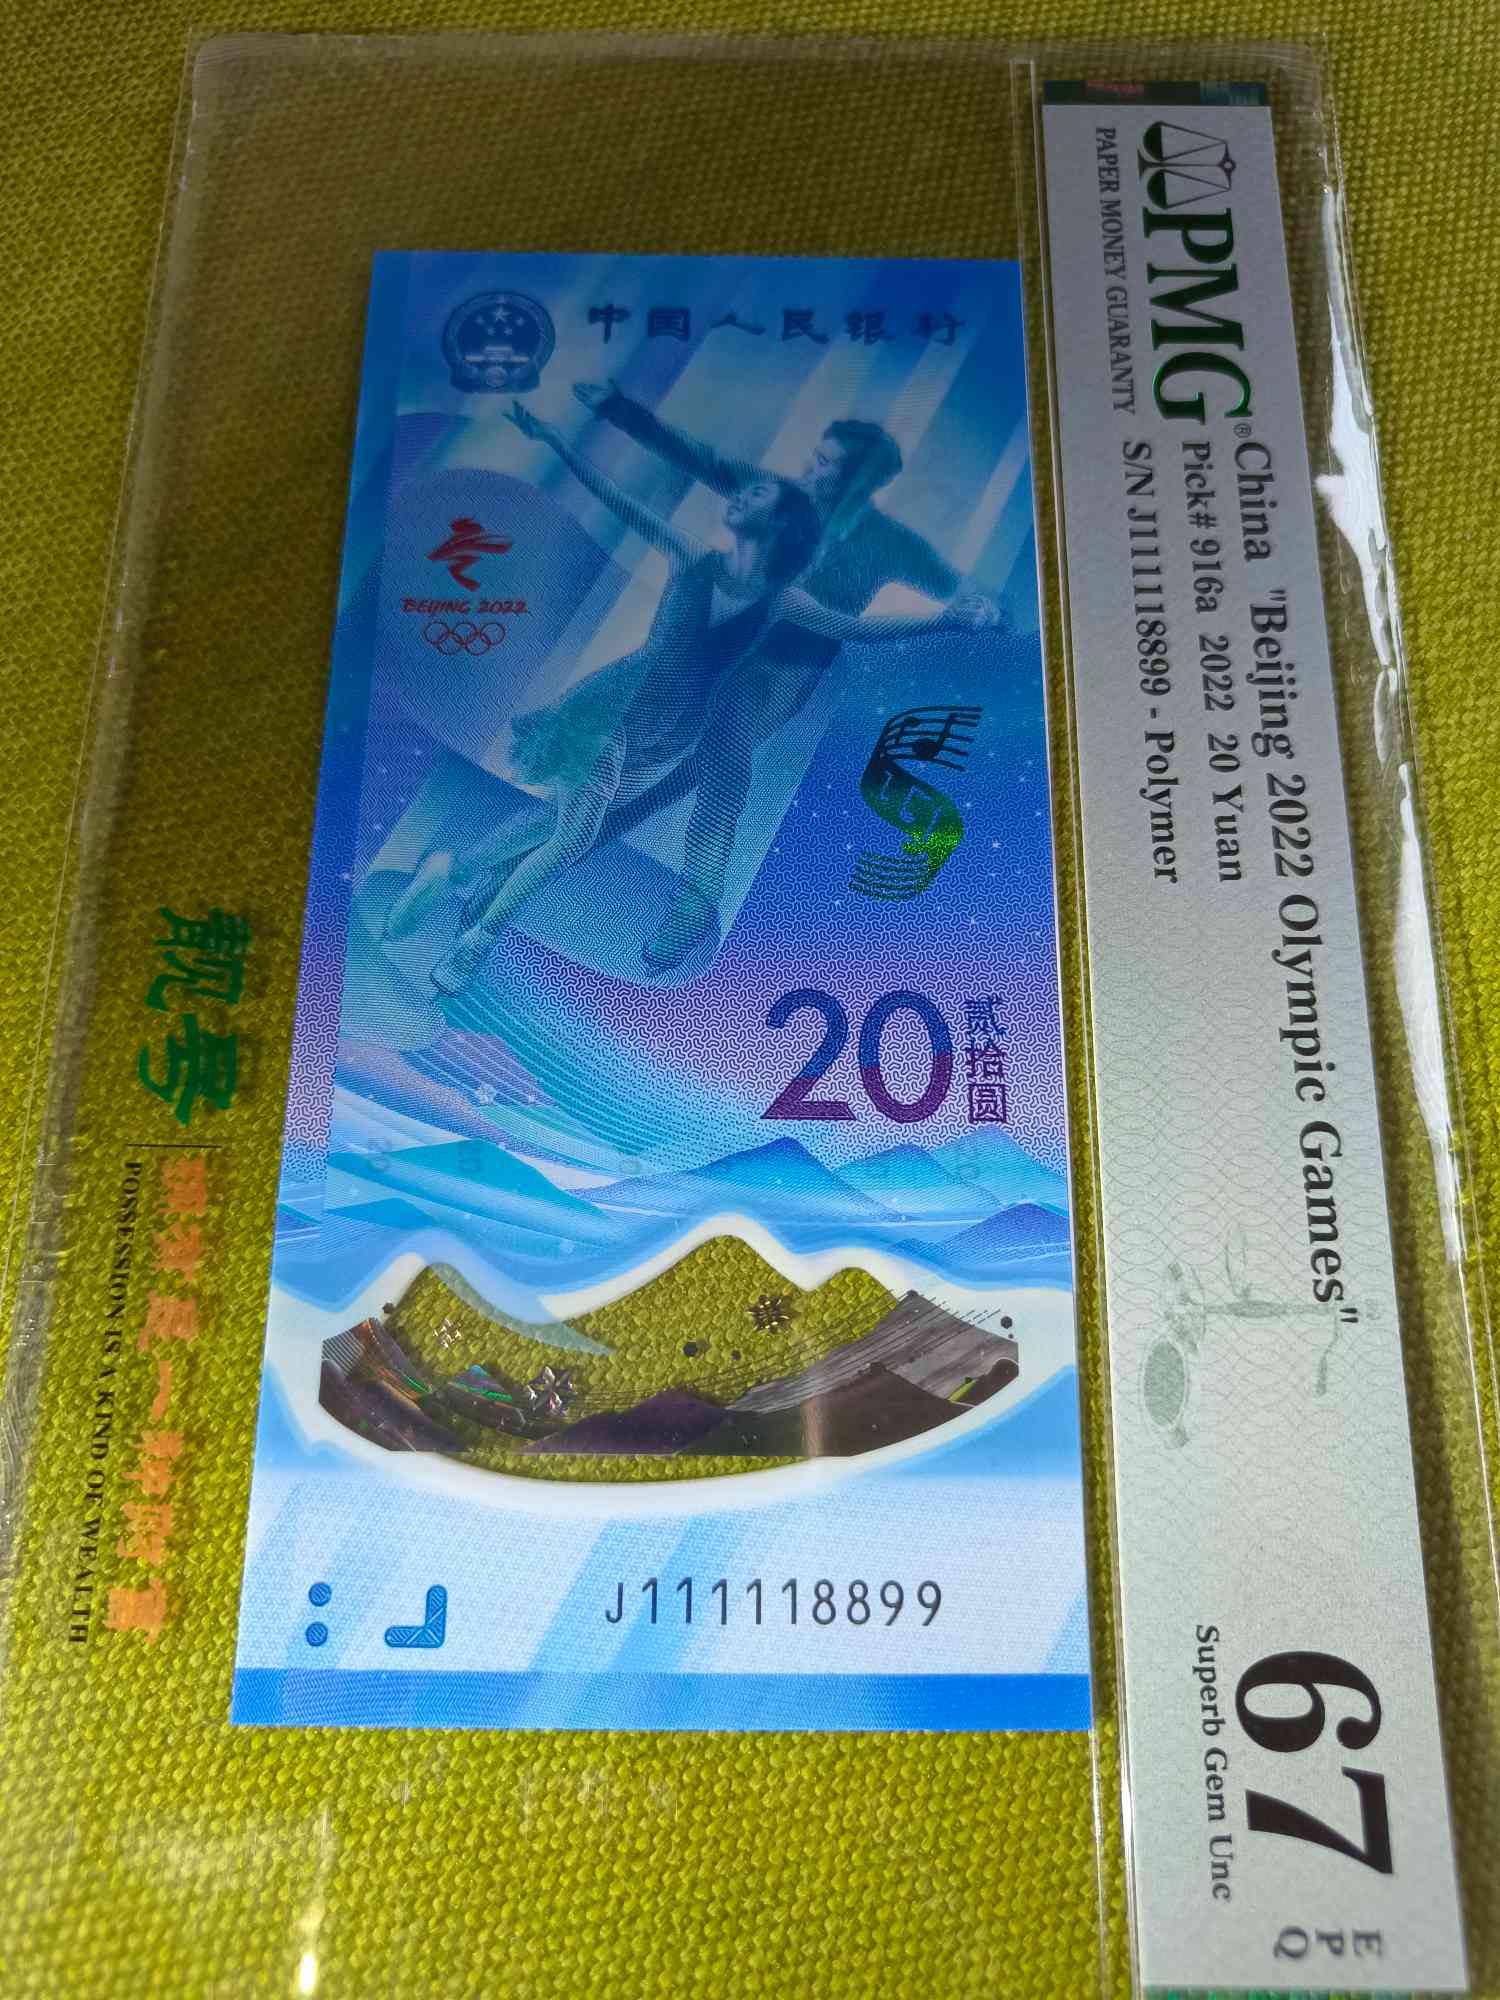 中国人民银行
BEIJING 2022
20
贰拾圆
J111118899
PMG®
PAPER MONEY GUARANTY
China "Beijing 2022 Olympic Games"
Pick# 916a 2022 20 Yuan
S/N J111118899 - Polymer
67
EPQ
Superb Gem Unc
靓号
POSSESSION IS A KIND OF WEALTH